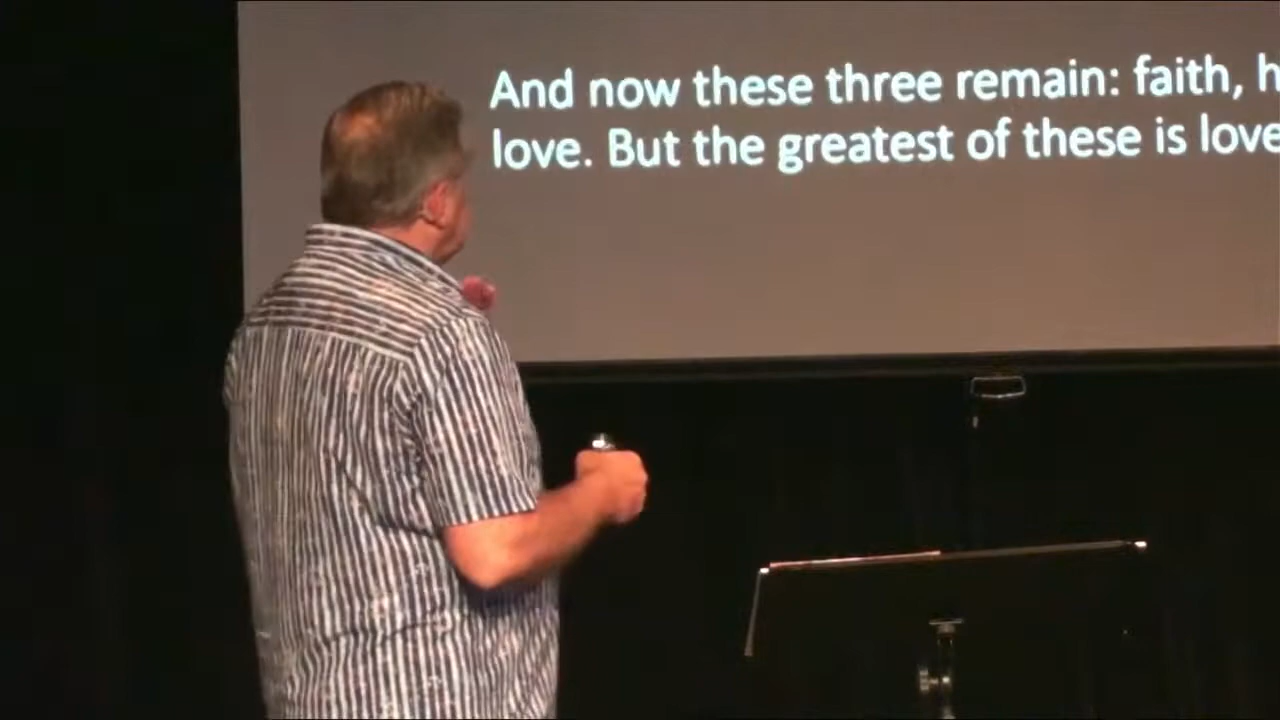 And now these three remain: faith, h
love. But the greatest of these is love